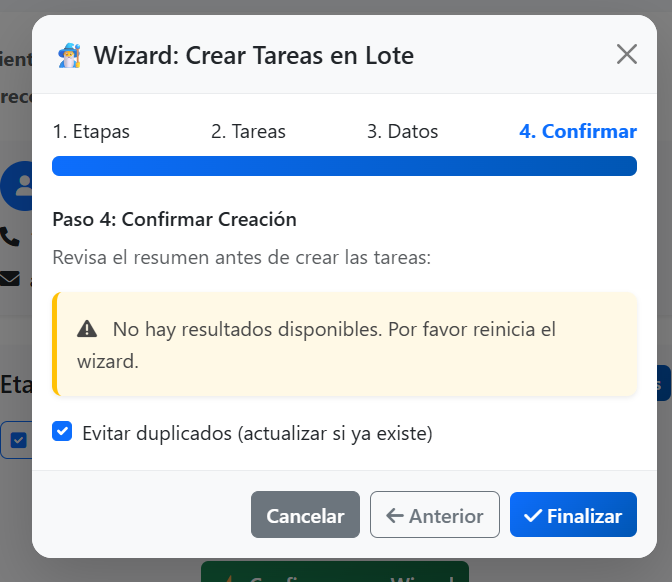 Wizard: Crear Tareas en Lote
1. Etapas
2. Tareas
3. Datos
4. Confirmar
Paso 4: Confirmar Creación
Revisa el resumen antes de crear las tareas:
No hay resultados disponibles. Por favor reinicia el
wizard.
Evitar duplicados (actualizar si ya existe)
Cancelar
Anterior
Finalizar